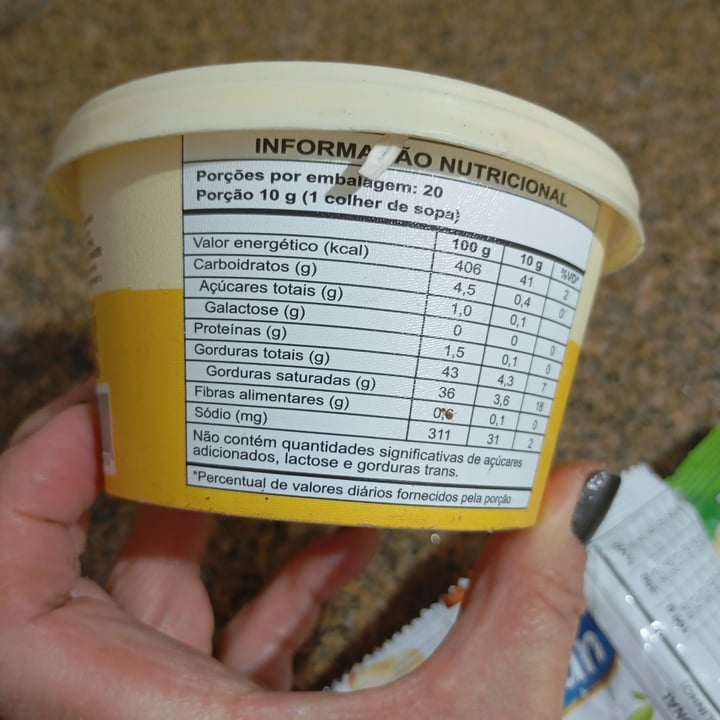 INFORMAÇÃO NUTRICIONAL
Porções por embalagem: 20
Porção 10 g (1 colher de sopa)
100 g 10 g %VD*
Valor energético (kcal) 406 41 2
Carboidratos (g) 4,5 0,4 0
Açúcares totais (g) 1,0 0,1
Galactose (g) 0 0 0
Proteínas (g) 1,5 0,1 0
Gorduras totais (g) 43 4,3 7
Gorduras saturadas (g) 36 3,6 18
Fibras alimentares (g) 0,6 0,1 0
Sódio (mg) 311 31 2
Não contém quantidades significativas de açúcares
adicionados, lactose e gorduras trans.
*Percentual de valores diários fornecidos pela porção